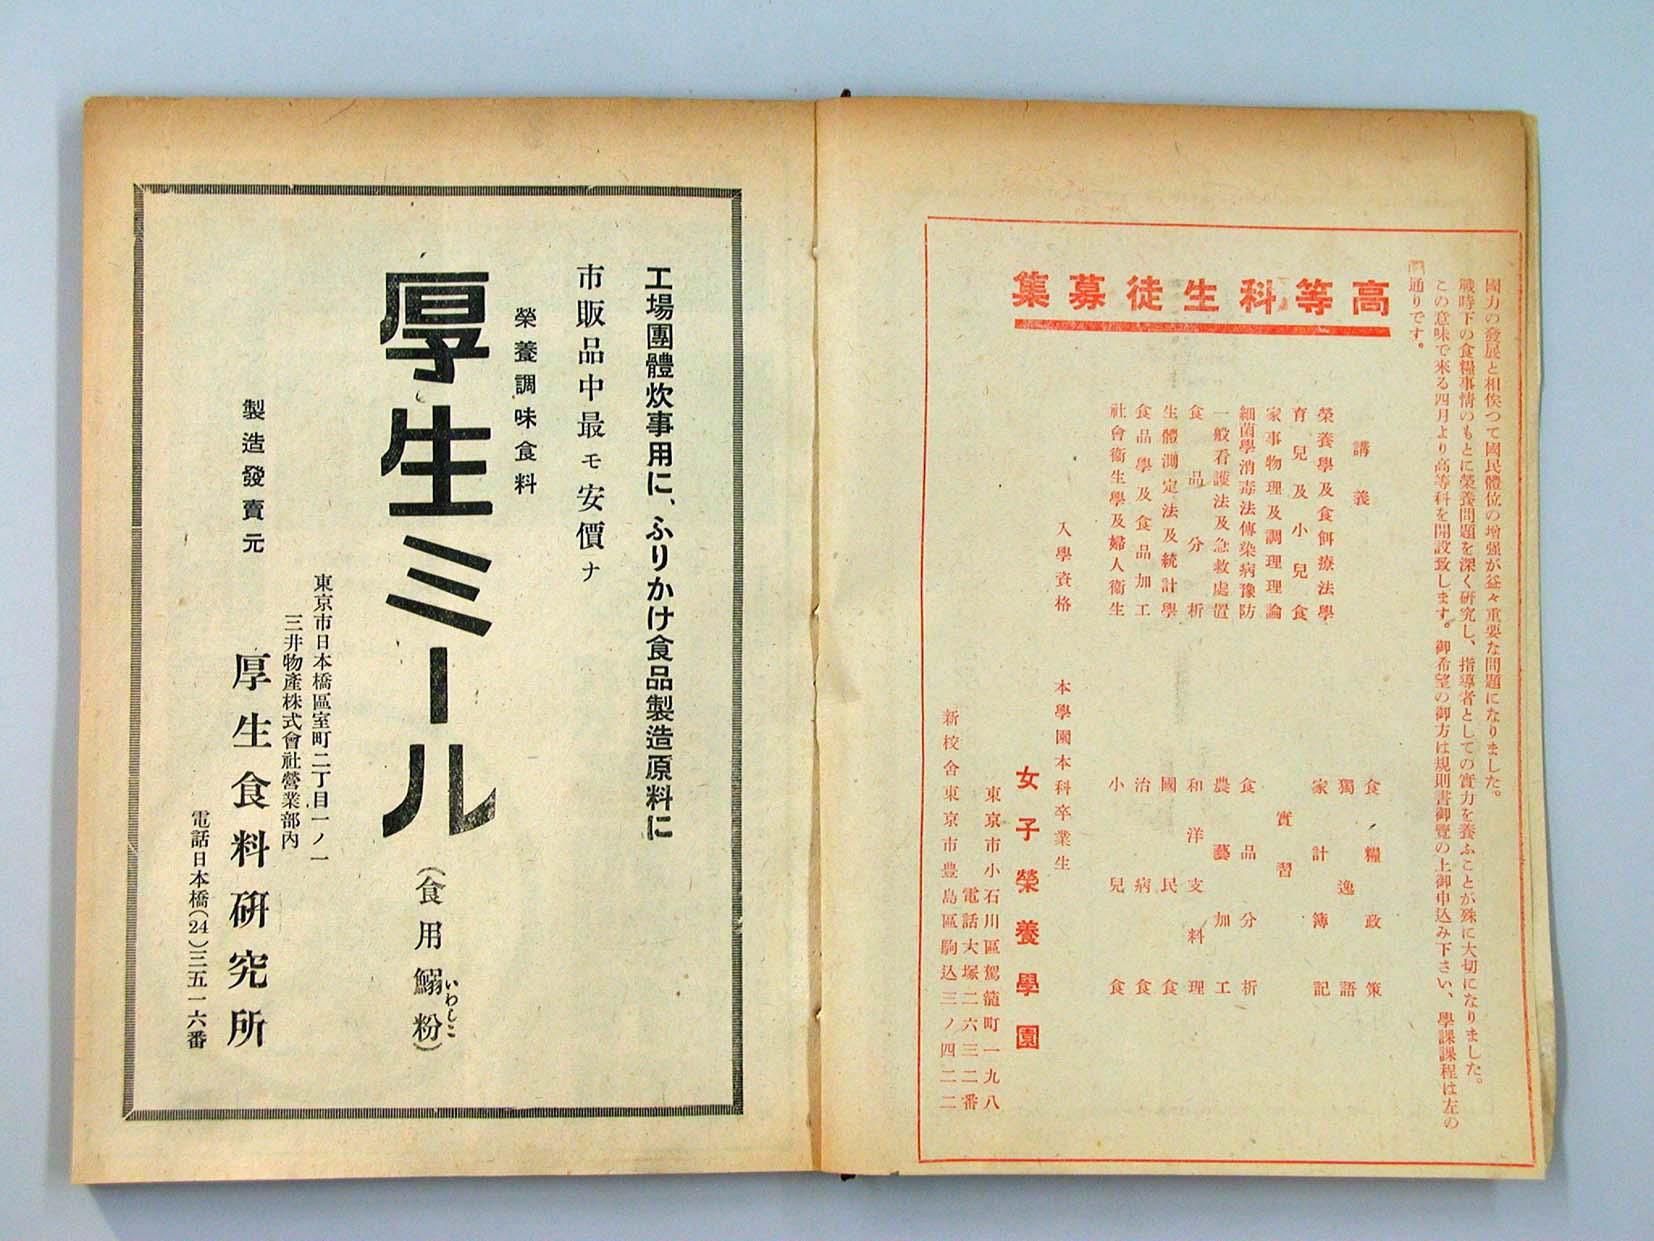 國力の發展と相俟つて國民體位の增强が益々重要な問題になりました。
戰時下の食糧事情のもとに榮養問題を深く硏究し、指導者としての實力を養ふことが殊に大切になりました。
この意味で來る四月より高等科を開設致します。御希望の御方は規則書御覽の上御申込み下さい、學課課程は左の
通りです。
高等科生徒募集
講義
榮養學及食餌療法學
育兒及小兒食
家事物理及調理理論
細菌學消毒法傳染病豫防
一般看護法及急救處置
食品分析
生體測定法及統計學
食品學及食品加工
社會衞生學及婦人衞生
食糧政策
獨逸語
家計簿記
實習
食品分析
農藝加工
和洋支料理
國民食
治病食
小兒食
入學資格
本學園本科卒業生
女子榮養學園
東京市小石川區駕籠町一九八
電話大塚二六三二番
新校舍東京市豊島區駒込三ノ四二二
工場團體炊事用に、ふりかけ食品製造原料に
市販品中最モ安價ナ
榮養調味食料
厚生ミール(食用鰯粉)
いわしこ
東京市日本橋區室町二丁目一ノ一
三井物產株式會社營業部內
製造發賣元
厚生食料硏究所
電話日本橋(24)三五一六番